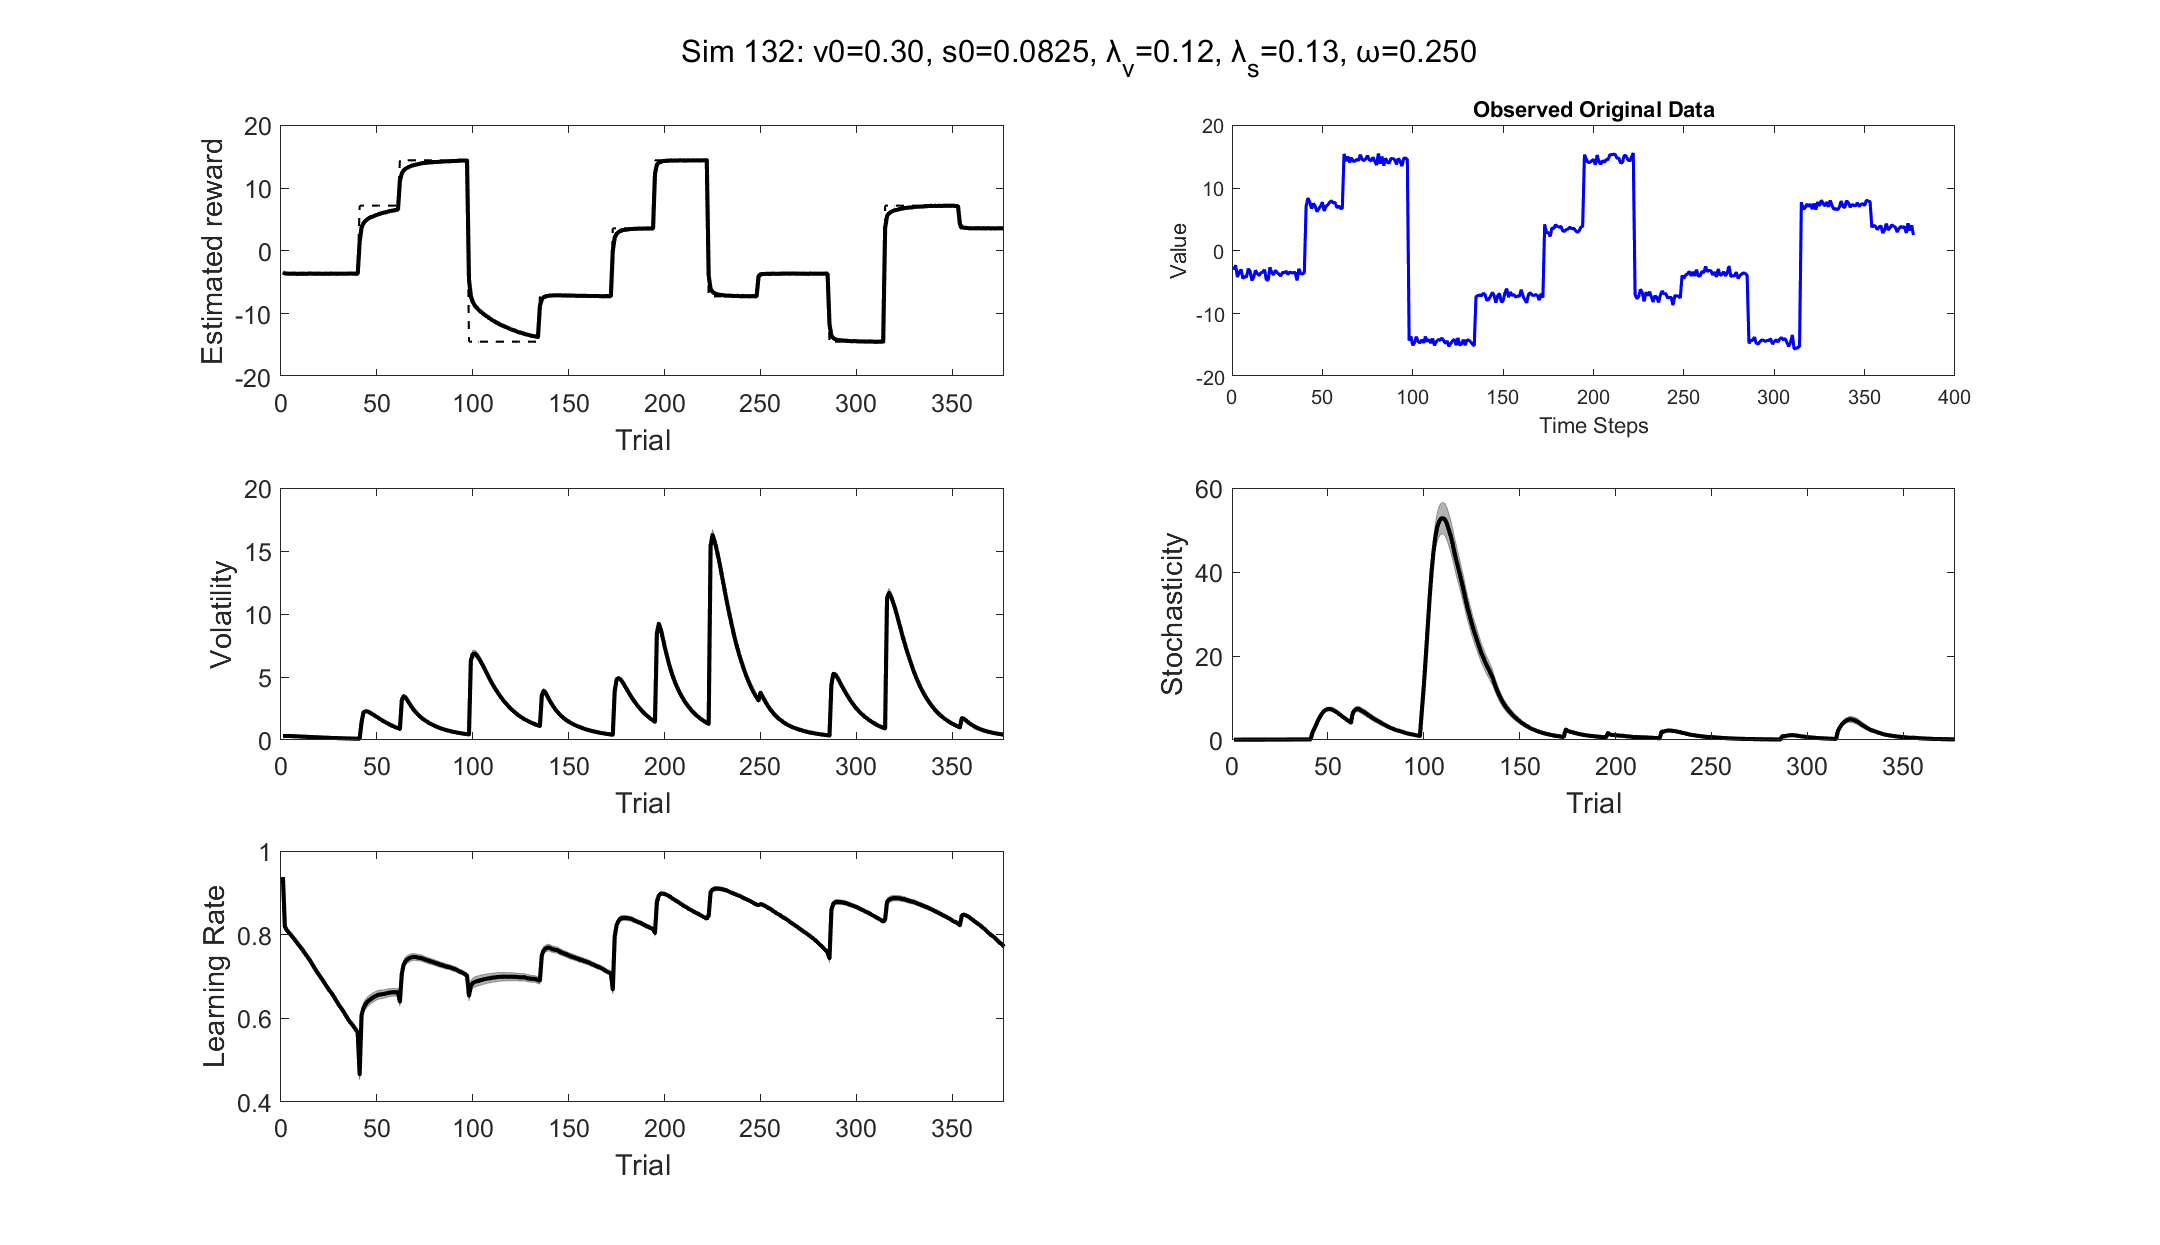 Sim 132: v0=0.30, s0=0.0825, λv=0.12, λs=0.13, ω=0.250
Estimated reward
20
10
0
-10
-20
0 50 100 150 200 250 300 350
Trial
Observed Original Data
Value
20
10
0
-10
-20
0 50 100 150 200 250 300 350 400
Time Steps
Volatility
20
15
10
5
0
0 50 100 150 200 250 300 350
Trial
Stochasticity
60
40
20
0
0 50 100 150 200 250 300 350
Trial
Learning Rate
1
0.8
0.6
0.4
0 50 100 150 200 250 300 350
Trial